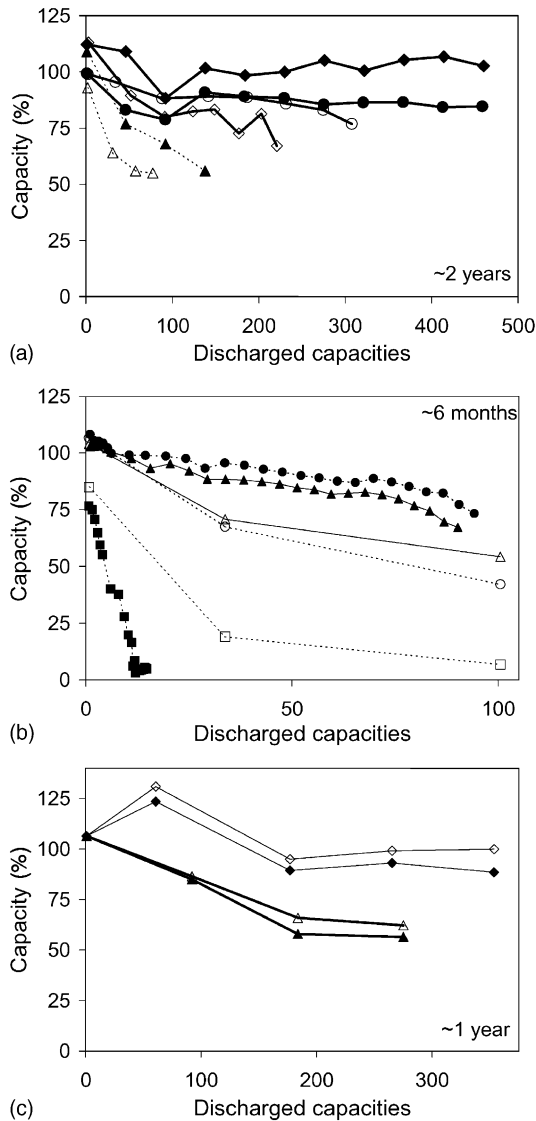 125
100
75
50
25
0
Capacity (%)
~2 years
0 100 200 300 400 500
(a) Discharged capacities
125
100
75
50
25
0
Capacity (%)
~6 months
0 50 100
(b) Discharged capacities
125
100
75
50
25
0
Capacity (%)
~1 year
0 100 200 300
(c) Discharged capacities